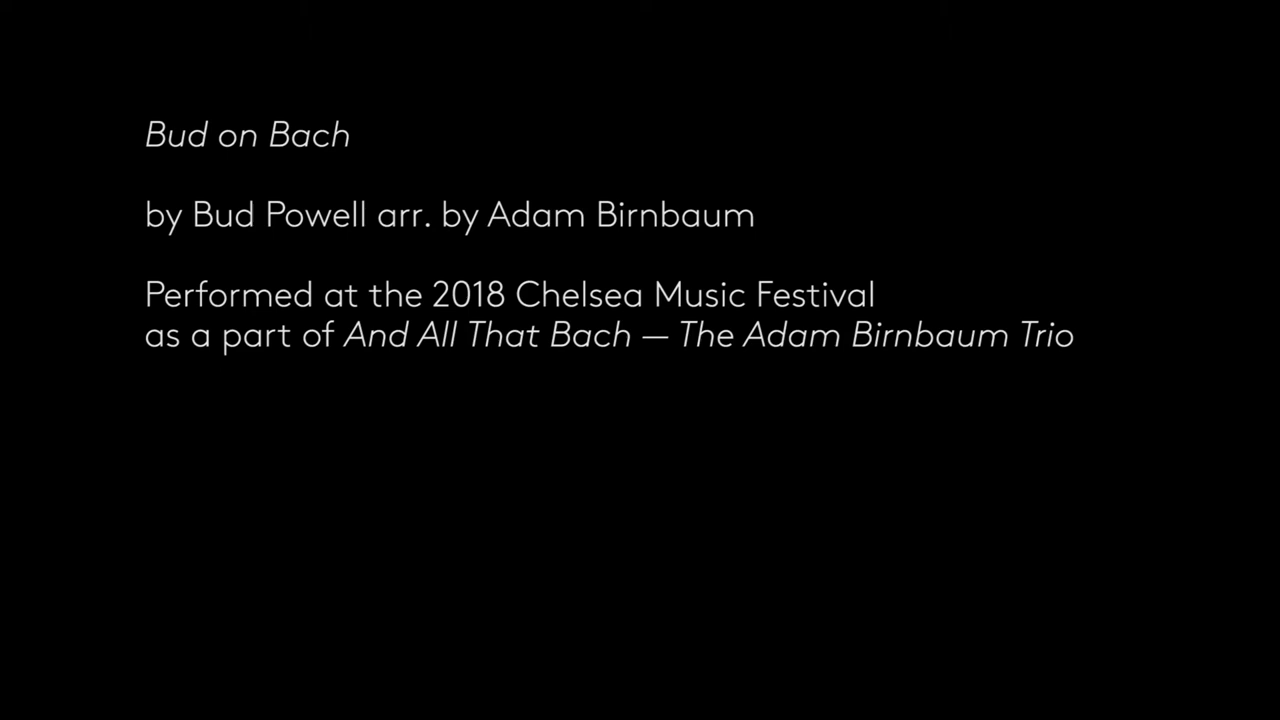 Bud on Bach
by Bud Powell arr. by Adam Birnbaum
Performed at the 2018 Chelsea Music Festival
as a part of And All That Bach — The Adam Birnbaum Trio